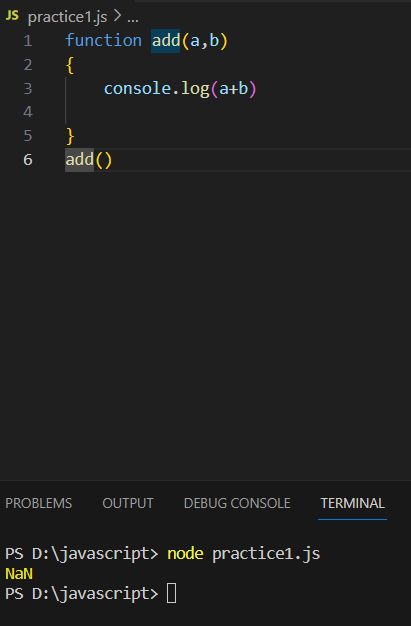 JS practice1.js > ...
1 function add(a,b)
2 {
3 console.log(a+b)
4
5 }
6 add()
PROBLEMS OUTPUT DEBUG CONSOLE TERMINAL
PS D:\javascript> node practice1.js
NaN
PS D:\javascript>